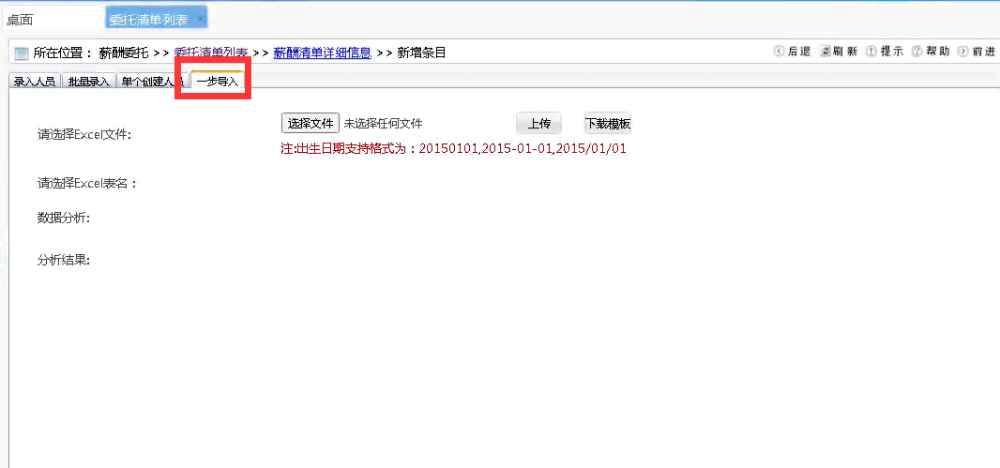 桌面 委托清单列表 ×
所在位置： 薪酬委托 >> 委托清单列表 >> 薪酬清单详细信息 >> 新增条目 后退 刷新 提示 帮助 前进
录入人员 批量录入 单个创建人员 一步导入
请选择Excel文件: 选择文件 未选择任何文件 上传 下载模板
注:出生日期支持格式为：20150101,2015-01-01,2015/01/01
请选择Excel表名：
数据分析:
分析结果: